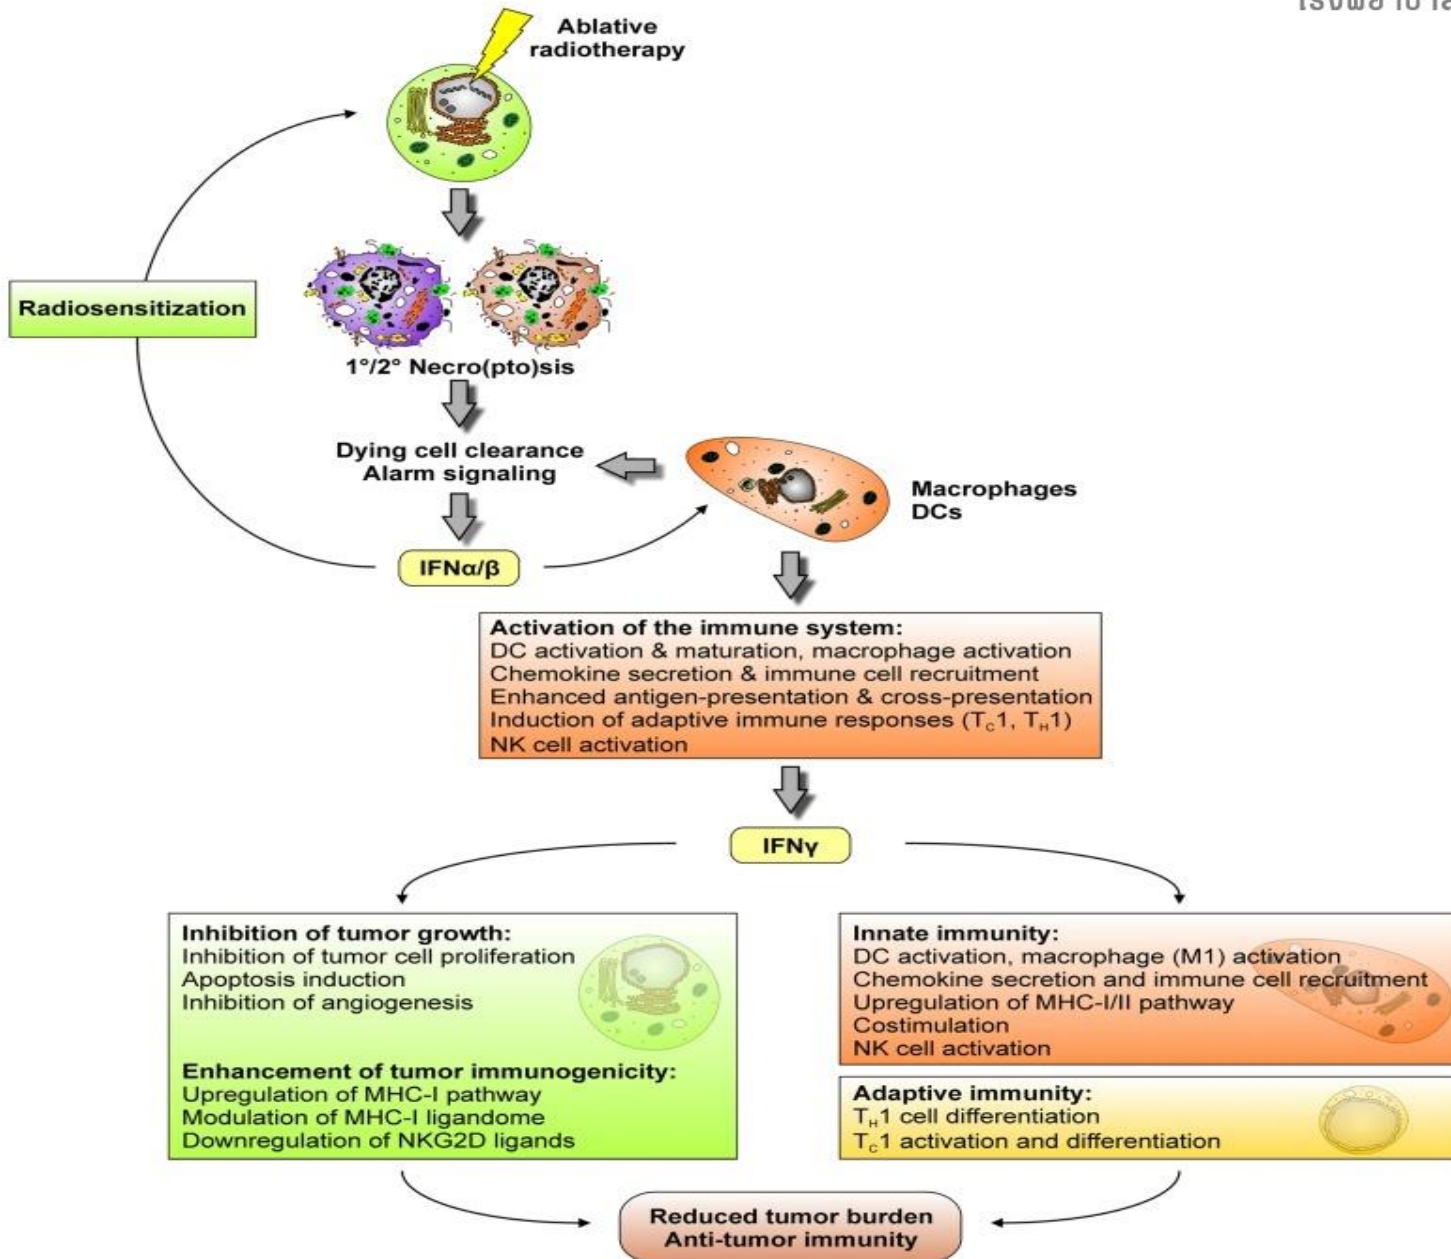 Ablative
radiotherapy
Radiosensitization
1°/2° Necro(pto)sis
Dying cell clearance
Alarm signaling
Macrophages
DCs
IFNα/β
Activation of the immune system:
DC activation & maturation, macrophage activation
Chemokine secretion & immune cell recruitment
Enhanced antigen-presentation & cross-presentation
Induction of adaptive immune responses (Tc1, TH1)
NK cell activation
IFNγ
Inhibition of tumor growth:
Inhibition of tumor cell proliferation
Apoptosis induction
Inhibition of angiogenesis
Enhancement of tumor immunogenicity:
Upregulation of MHC-I pathway
Modulation of MHC-I ligandome
Downregulation of NKG2D ligands
Innate immunity:
DC activation, macrophage (M1) activation
Chemokine secretion and immune cell recruitment
Upregulation of MHC-I/II pathway
Costimulation
NK cell activation
Adaptive immunity:
TH1 cell differentiation
Tc1 activation and differentiation
Reduced tumor burden
Anti-tumor immunity